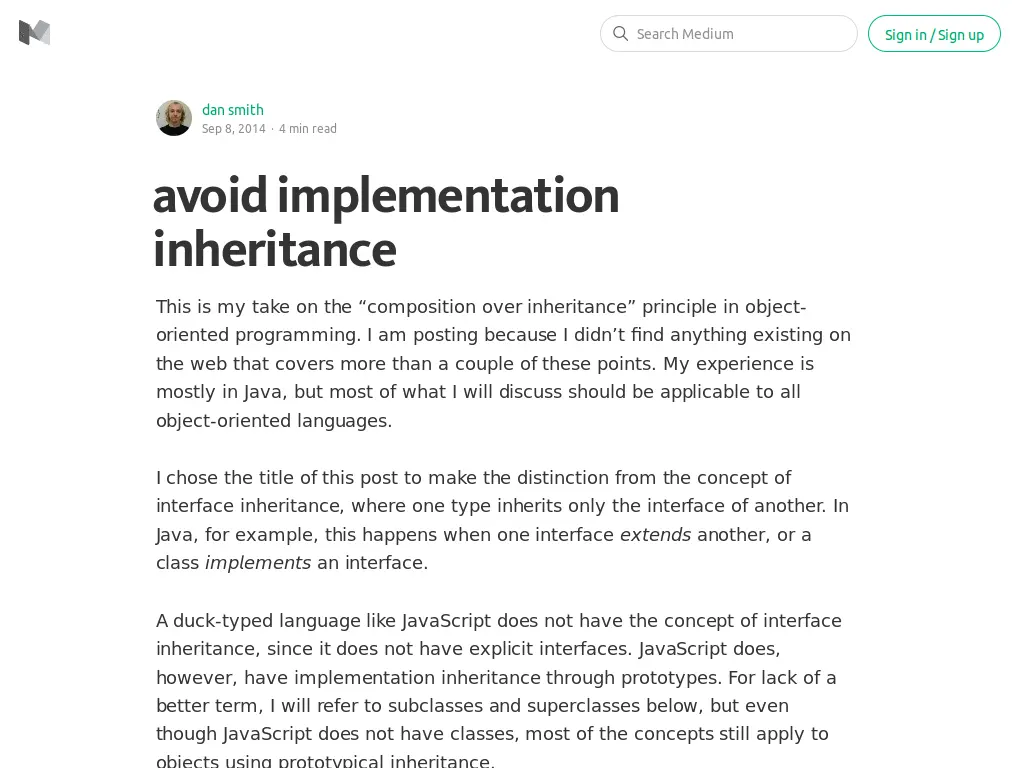 Search Medium
Sign in / Sign up
dan smith
Sep 8, 2014 · 4 min read
avoid implementation
inheritance
This is my take on the “composition over inheritance” principle in object-
oriented programming. I am posting because I didn’t find anything existing on
the web that covers more than a couple of these points. My experience is
mostly in Java, but most of what I will discuss should be applicable to all
object-oriented languages.
I chose the title of this post to make the distinction from the concept of
interface inheritance, where one type inherits only the interface of another. In
Java, for example, this happens when one interface extends another, or a
class implements an interface.
A duck-typed language like JavaScript does not have the concept of interface
inheritance, since it does not have explicit interfaces. JavaScript does,
however, have implementation inheritance through prototypes. For lack of a
better term, I will refer to subclasses and superclasses below, but even
though JavaScript does not have classes, most of the concepts still apply to
objects using prototypical inheritance.